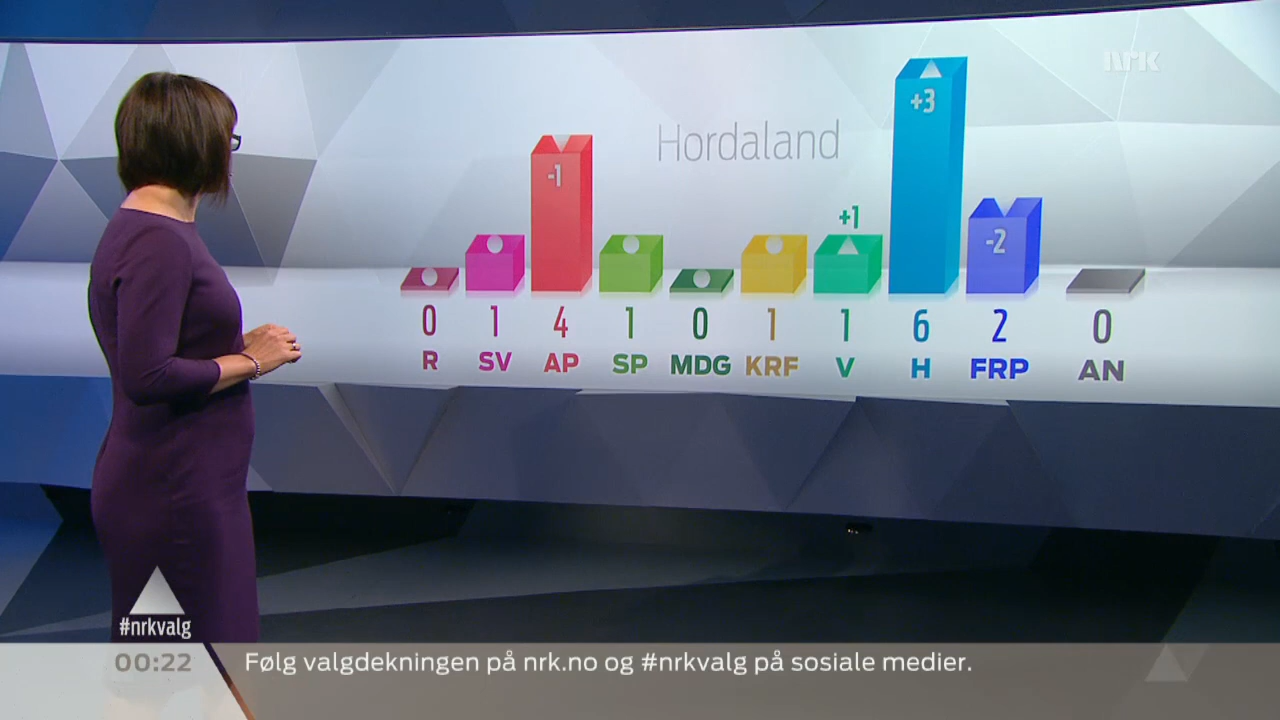 nrk
Hordaland
+3
-1
+1
-2
0 1 4 1 0 1 1 6 2 0
R SV AP SP MDG KRF V H FRP AN
#nrkvalg
00:22 Følg valgdekningen på nrk.no og #nrkvalg på sosiale medier.